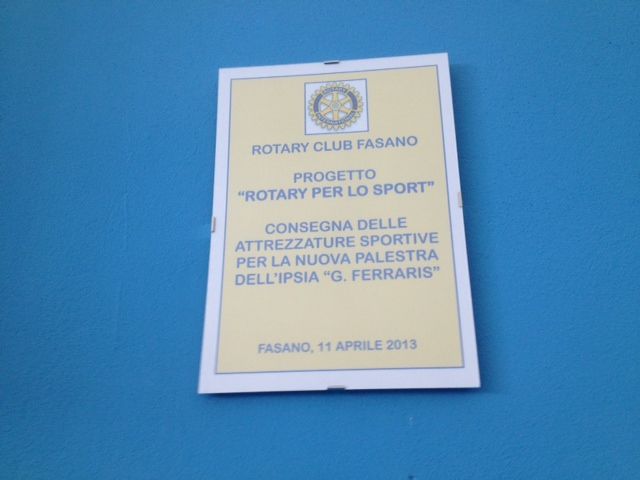 ROTARY CLUB FASANO
PROGETTO
“ROTARY PER LO SPORT”
CONSEGNA DELLE
ATTREZZATURE SPORTIVE
PER LA NUOVA PALESTRA
DELL’IPSIA “G. FERRARIS”
FASANO, 11 APRILE 2013